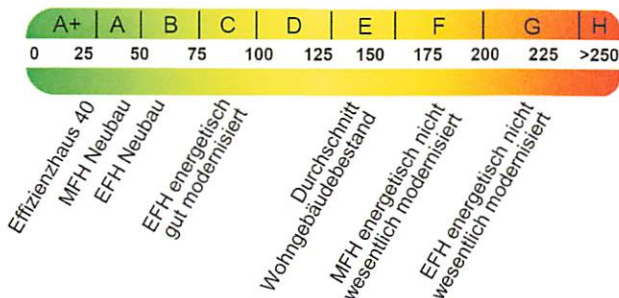 A+ A B C D E F G H
0 25 50 75 100 125 150 175 200 225 >250
Effizienzhaus 40
MFH Neubau
EFH Neubau
EFH energetisch
gut modernisiert
Durchschnitt
Wohngebäudebestand
MFH energetisch nicht
wesentlich modernisiert
EFH energetisch nicht
wesentlich modernisiert